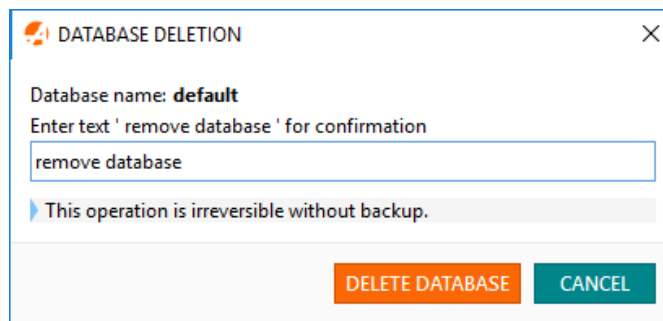 DATABASE DELETION
Database name: default
Enter text ' remove database ' for confirmation
remove database
This operation is irreversible without backup.
DELETE DATABASE
CANCEL